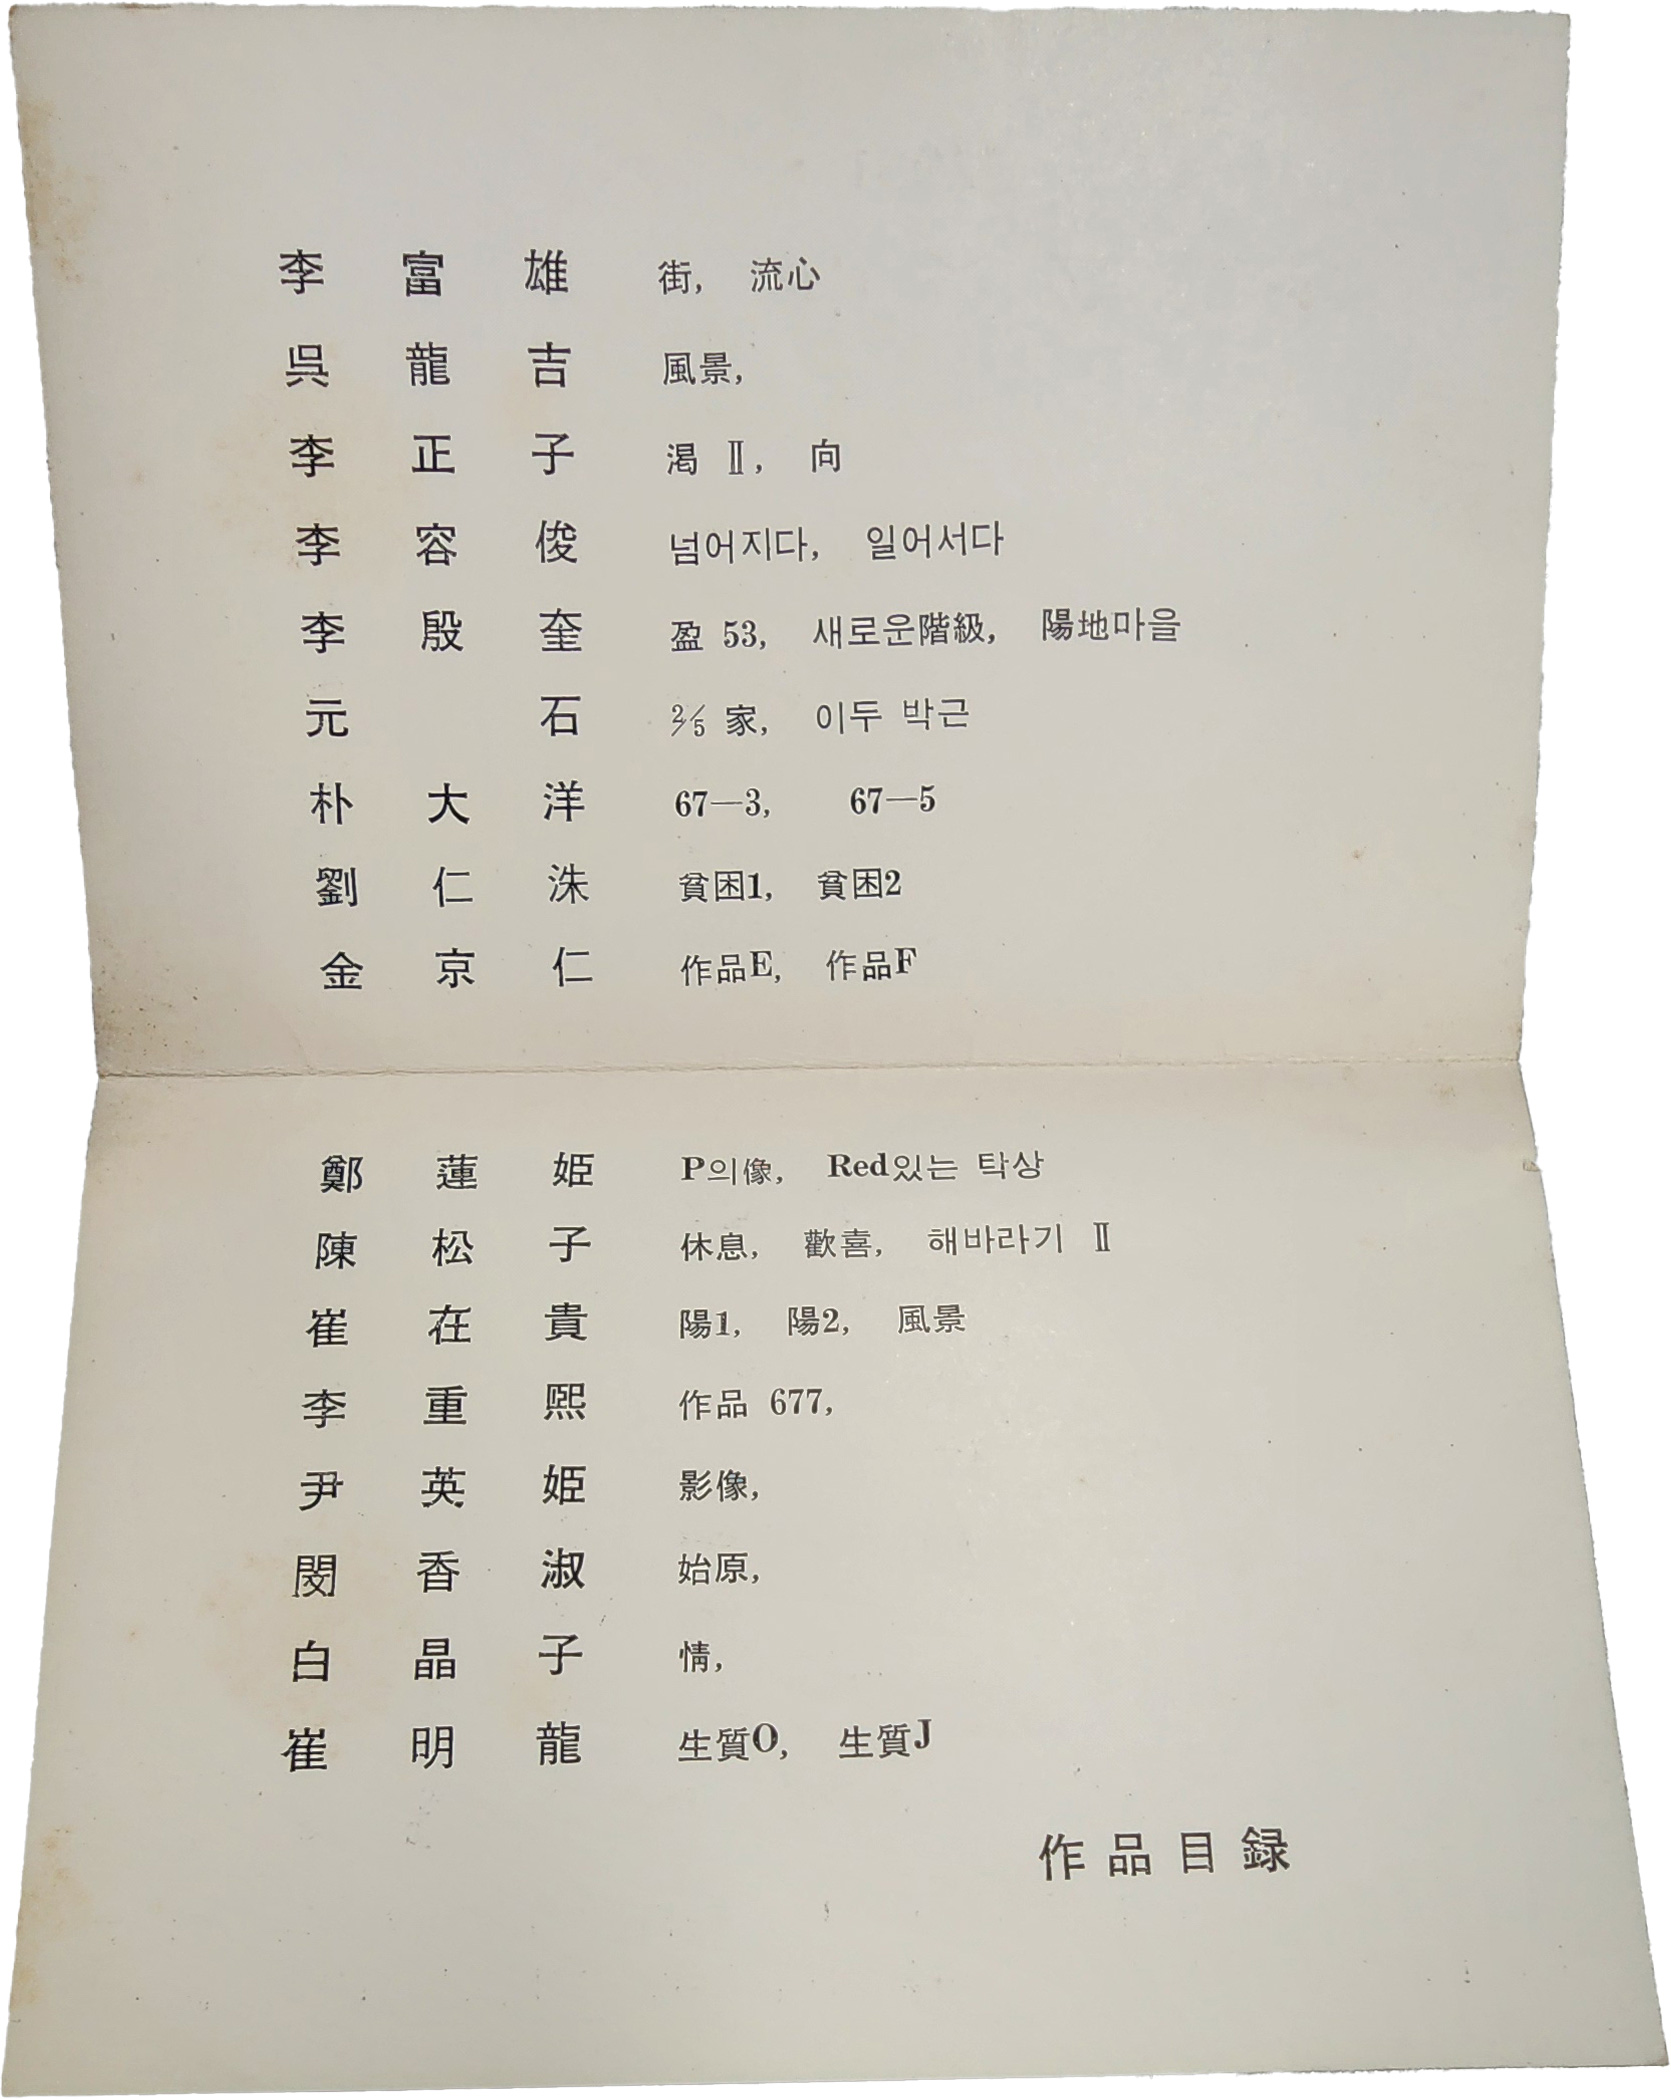 李富雄 街, 流心
呉龍吉 風景,
李正子 渇 Ⅱ, 向
李容俊 넘어지다, 일어서다
李殷奎 盈 53, 새로운階級, 陽地마을
元石 2/5 家, 이두 박근
朴大洋 67—3, 67—5
劉仁洙 貧困1, 貧困2
金京仁 作品E, 作品F
鄭蓮姫 P의像, Red있는 탁상
陳松子 休息, 歡喜, 해바라기 Ⅱ
崔在貴 陽1, 陽2, 風景
李重熙 作品 677,
尹英姫 影像,
閔香淑 始原,
白晶子 情,
崔明龍 生質O, 生質J
作品目録